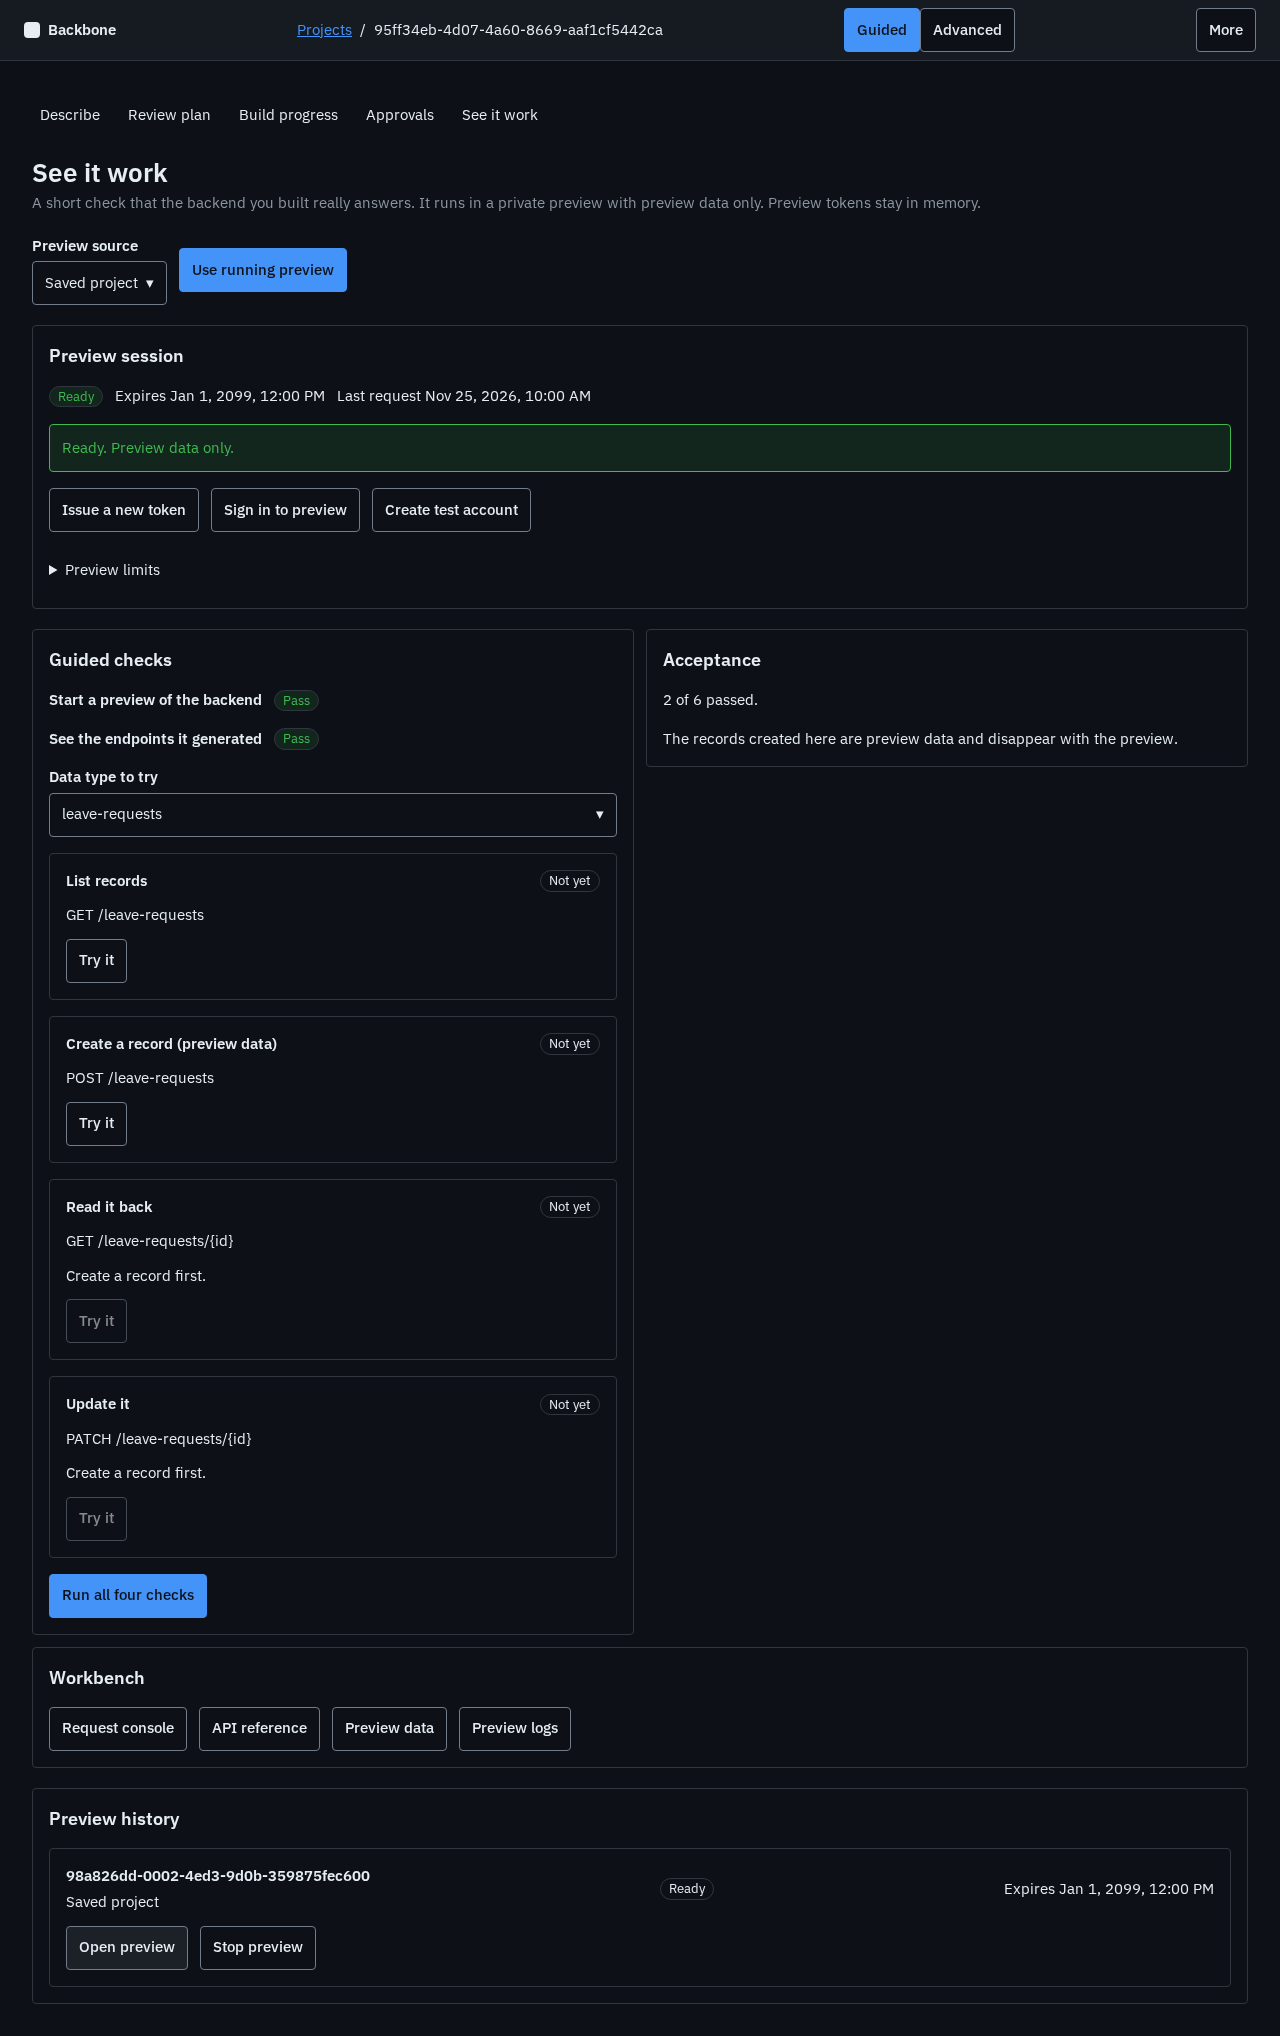 Backbone
Projects / 95ff34eb-4d07-4a60-8669-aaf1cf5442ca
Guided
Advanced
More
Describe
Review plan
Build progress
Approvals
See it work
See it work
A short check that the backend you built really answers. It runs in a private preview with preview data only. Preview tokens stay in memory.
Preview source
Saved project
Use running preview
Preview session
Ready
Expires Jan 1, 2099, 12:00 PM
Last request Nov 25, 2026, 10:00 AM
Ready. Preview data only.
Issue a new token
Sign in to preview
Create test account
Preview limits
Guided checks
Start a preview of the backend
Pass
See the endpoints it generated
Pass
Data type to try
leave-requests
List records
Not yet
GET /leave-requests
Try it
Create a record (preview data)
Not yet
POST /leave-requests
Try it
Read it back
Not yet
GET /leave-requests/{id}
Create a record first.
Try it
Update it
Not yet
PATCH /leave-requests/{id}
Create a record first.
Try it
Run all four checks
Acceptance
2 of 6 passed.
The records created here are preview data and disappear with the preview.
Workbench
Request console
API reference
Preview data
Preview logs
Preview history
98a826dd-0002-4ed3-9d0b-359875fec600
Saved project
Ready
Expires Jan 1, 2099, 12:00 PM
Open preview
Stop preview